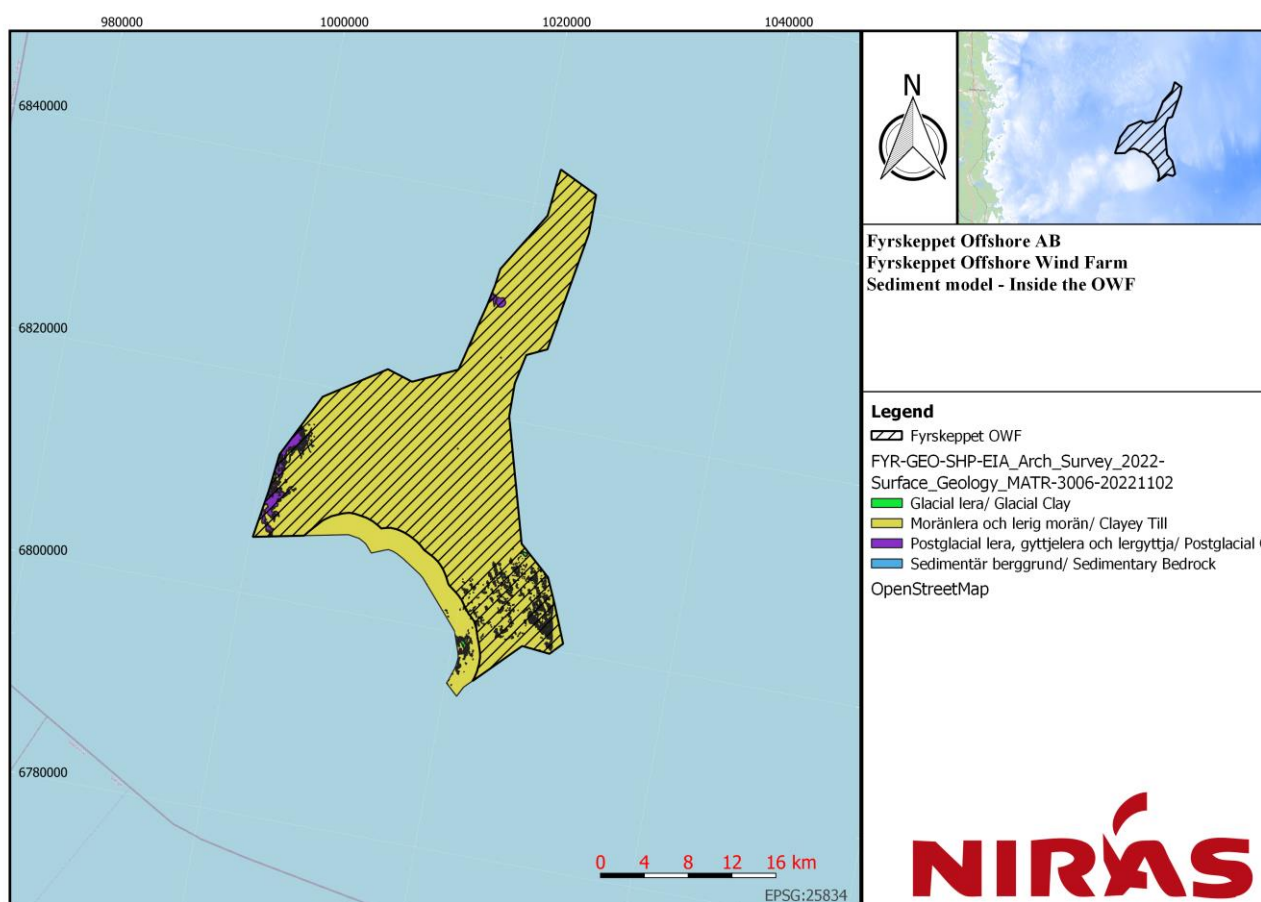 980000
1000000
1020000
1040000
6840000
6820000
6800000
6780000
0 4 8 12 16 km
EPSG:25834
N
Fyrskeppet Offshore AB
Fyrskeppet Offshore Wind Farm
Sediment model - Inside the OWF
Legend
Fyrskeppet OWF
FYR-GEO-SHP-EIA_Arch_Survey_2022-
Surface_Geology_MATR-3006-20221102
Glacial lera/ Glacial Clay
Moränlera och lerig morän/ Clayey Till
Postglacial lera, gyttjelera och lergyttja/ Postglacial
Sedimentär berggrund/ Sedimentary Bedrock
OpenStreetMap
NIRAS